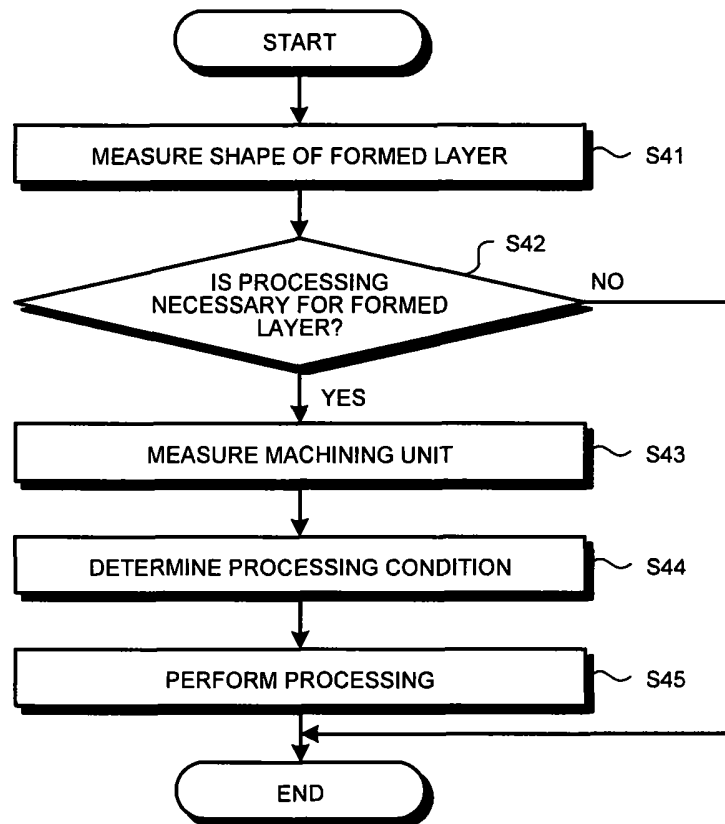 START
MEASURE SHAPE OF FORMED LAYER
S41
S42
IS PROCESSING
NECESSARY FOR FORMED
LAYER?
NO
YES
MEASURE MACHINING UNIT
S43
DETERMINE PROCESSING CONDITION
S44
PERFORM PROCESSING
S45
END